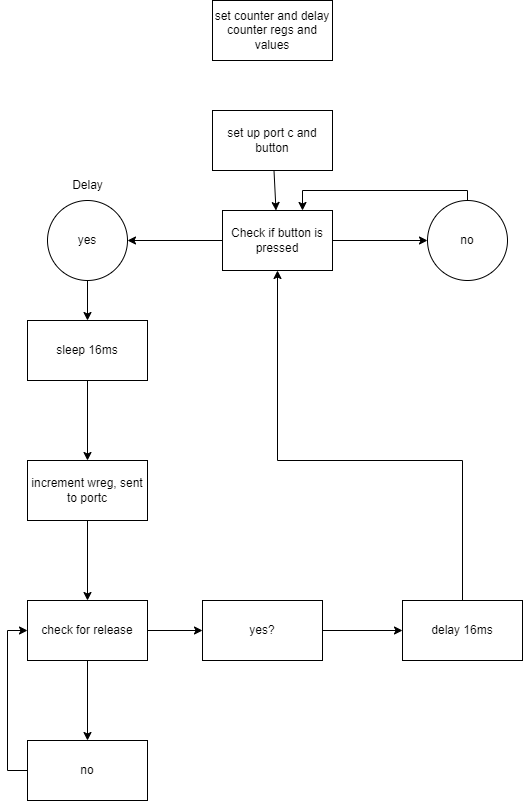 set counter and delay
counter regs and
values
set up port c and
button
Delay
yes
Check if button is
pressed
no
sleep 16ms
increment wreg, sent
to portc
check for release
yes?
delay 16ms
no